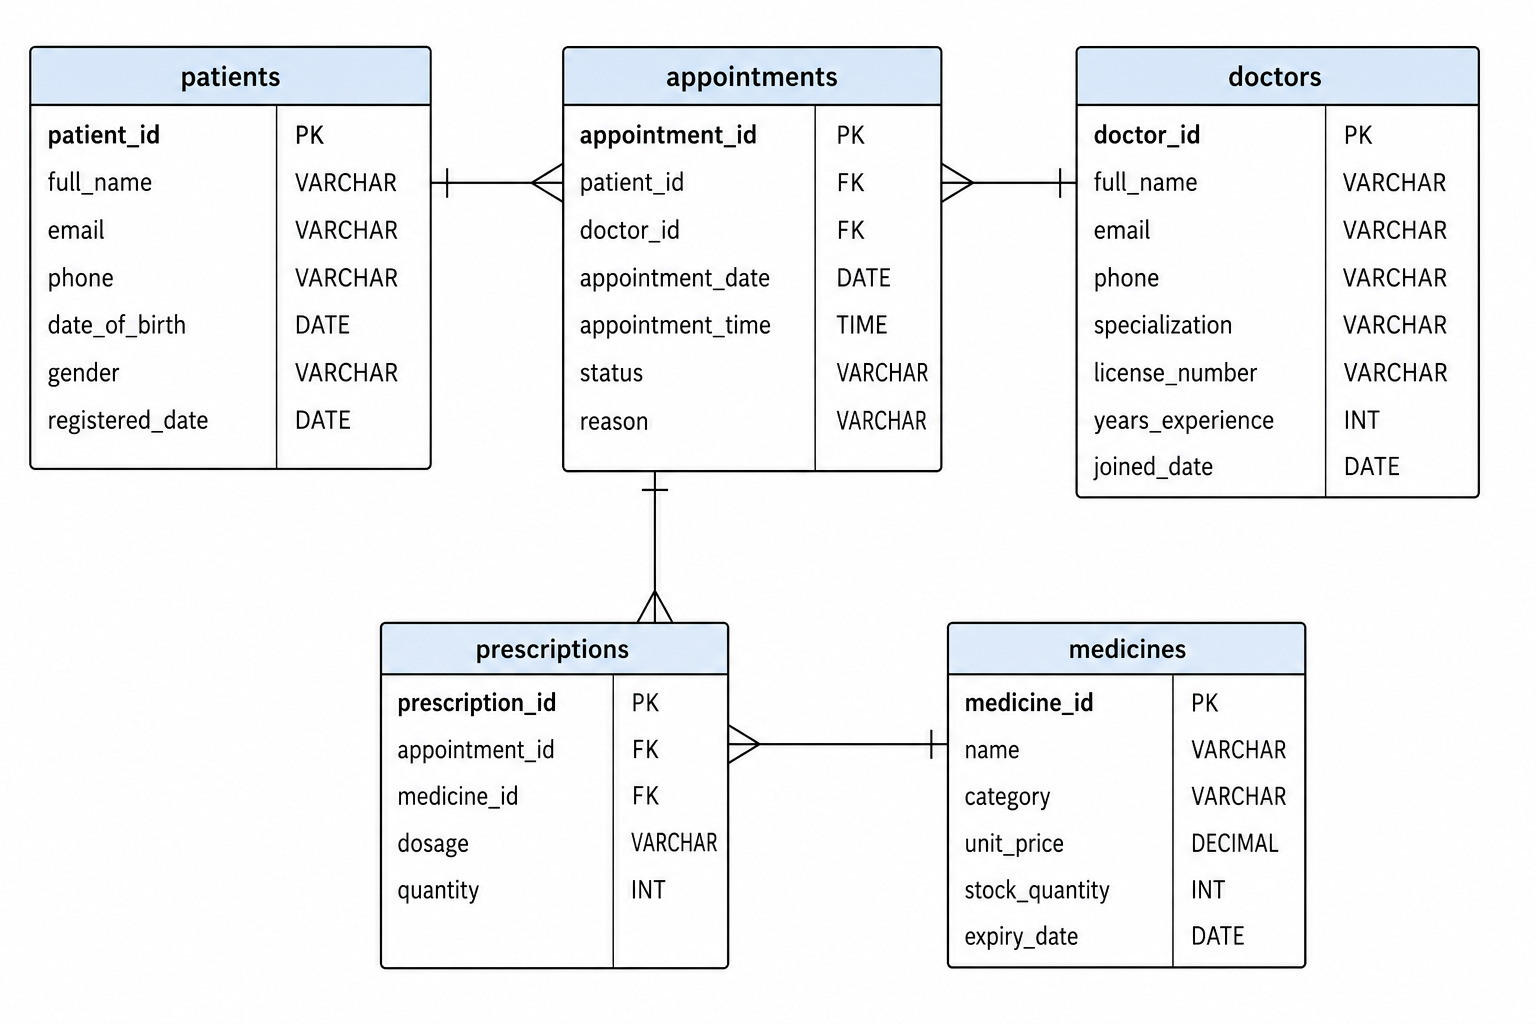 patients
patient_id PK
full_name VARCHAR
email VARCHAR
phone VARCHAR
date_of_birth DATE
gender VARCHAR
registered_date DATE
appointments
appointment_id PK
patient_id FK
doctor_id FK
appointment_date DATE
appointment_time TIME
status VARCHAR
reason VARCHAR
doctors
doctor_id PK
full_name VARCHAR
email VARCHAR
phone VARCHAR
specialization VARCHAR
license_number VARCHAR
years_experience INT
joined_date DATE
prescriptions
prescription_id PK
appointment_id FK
medicine_id FK
dosage VARCHAR
quantity INT
medicines
medicine_id PK
name VARCHAR
category VARCHAR
unit_price DECIMAL
stock_quantity INT
expiry_date DATE